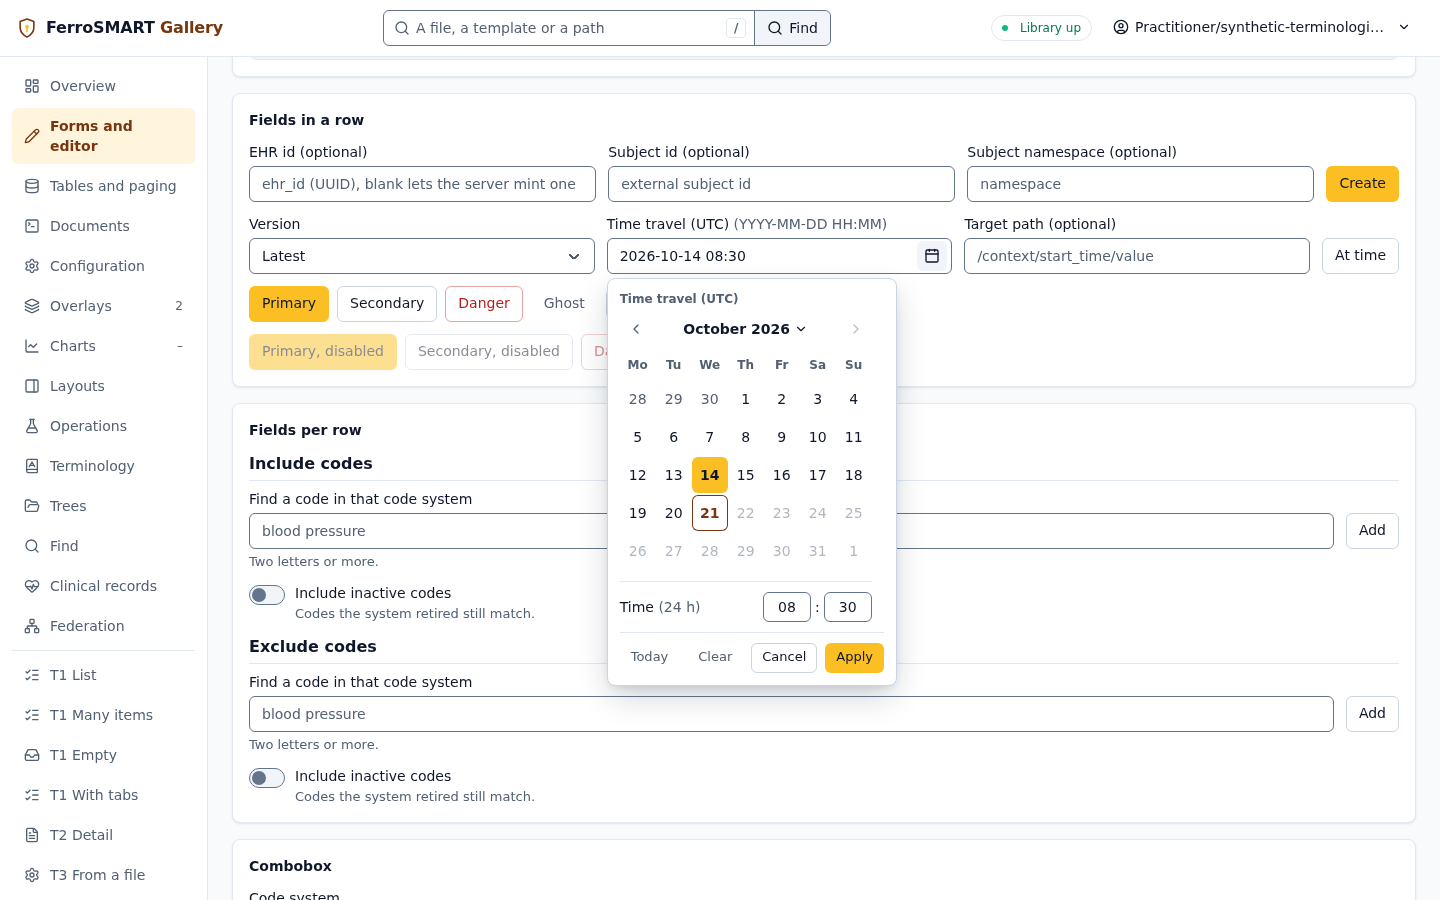 FerroSMART Gallery
A file, a template or a path
/
Find
Library up
Practitioner/synthetic-terminologi...
Overview
Forms and
editor
Tables and paging
Documents
Configuration
Overlays 2
Charts –
Layouts
Operations
Terminology
Trees
Find
Clinical records
Federation
T1 List
T1 Many items
T1 Empty
T1 With tabs
T2 Detail
T3 From a file
Fields in a row
EHR id (optional) Subject id (optional) Subject namespace (optional)
ehr_id (UUID), blank lets the server mint one external subject id namespace Create
Version Time travel (UTC) (YYYY-MM-DD HH:MM) Target path (optional)
Latest 2026-10-14 08:30 /context/start_time/value At time
Primary Secondary Danger Ghost
Primary, disabled Secondary, disabled
Time travel (UTC)
October 2026
Mo Tu We Th Fr Sa Su
28 29 30 1 2 3 4
5 6 7 8 9 10 11
12 13 14 15 16 17 18
19 20 21 22 23 24 25
26 27 28 29 30 31 1
Time (24 h) 08 : 30
Today Clear Cancel Apply
Fields per row
Include codes
Find a code in that code system
blood pressure Add
Two letters or more.
Include inactive codes
Codes the system retired still match.
Exclude codes
Find a code in that code system
blood pressure Add
Two letters or more.
Include inactive codes
Codes the system retired still match.
Combobox
Code system